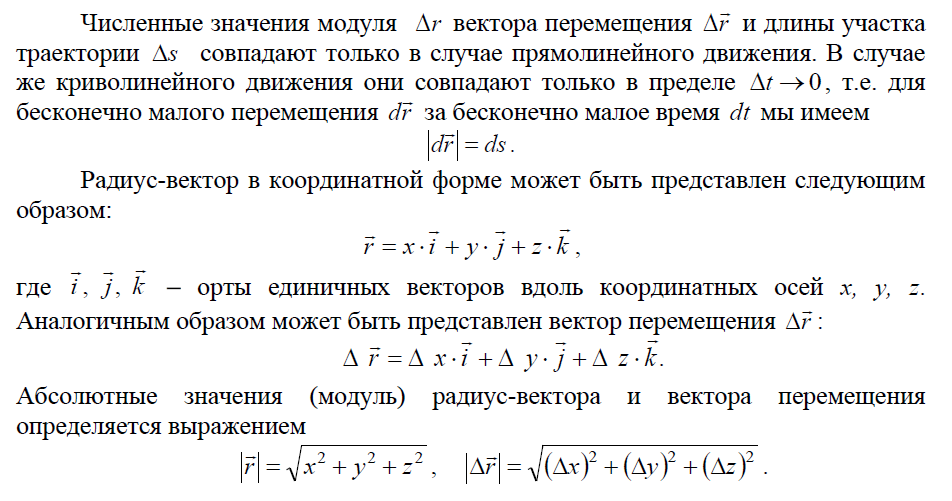 Численные значения модуля Δr вектора перемещения Δr⃗ и длины участка
траектории Δs совпадают только в случае прямолинейного движения. В случае
же криволинейного движения они совпадают только в пределе Δt → 0, т.е. для
бесконечно малого перемещения dr⃗ за бесконечно малое время dt мы имеем
|dr⃗| = ds.
Радиус-вектор в координатной форме может быть представлен следующим
образом:
r⃗ = x · i⃗ + y · j⃗ + z · k⃗,
где i⃗, j⃗, k⃗ – орты единичных векторов вдоль координатных осей x, y, z.
Аналогичным образом может быть представлен вектор перемещения Δr⃗:
Δ r⃗ = Δ x · i⃗ + Δ y · j⃗ + Δ z · k⃗.
Абсолютные значения (модуль) радиус-вектора и вектора перемещения
определяется выражением
|r⃗| = √(x² + y² + z²), |Δr⃗| = √((Δx)² + (Δy)² + (Δz)²).